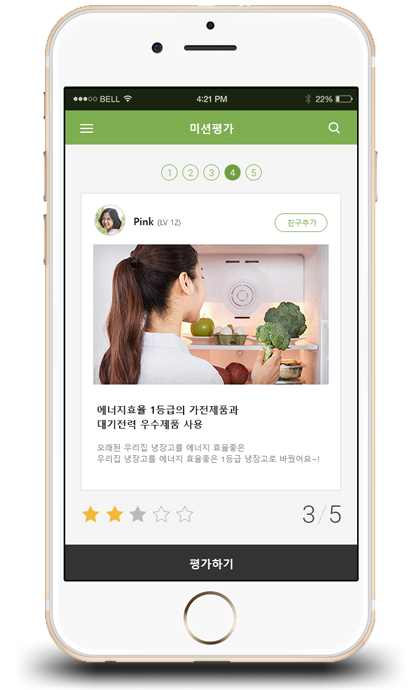 ●●●○○ BELL 4:21 PM 22%
미션평가
1 2 3 4 5
Pink (LV 12) 친구추가
에너지효율 1등급의 가전제품과
대기전력 우수제품 사용
오래된 우리집 냉장고를 에너지 효율좋은
우리집 냉장고를 에너지 효율좋은 1등급 냉장고로 바꿨어요~!
3/5
평가하기